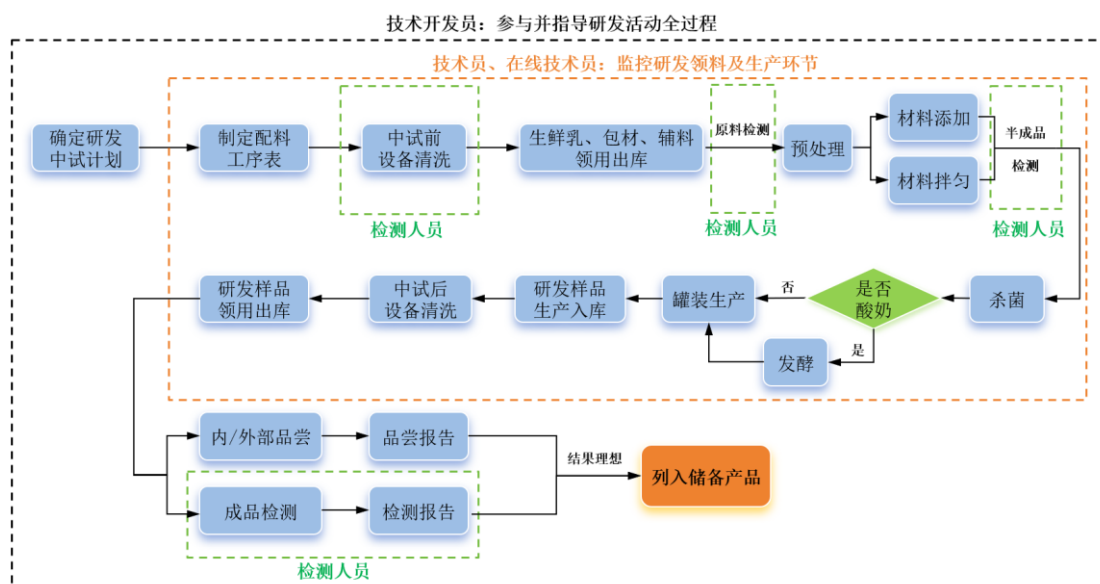 技术开发员：参与并指导研发活动全过程
技术员、在线技术员：监控研发领料及生产环节
确定研发
中试计划
制定配料
工序表
中试前
设备清洗
检测人员
生鲜乳、包材、辅料
领用出库
原料检测
检测人员
预处理
材料添加
材料拌匀
半成品
检测
检测人员
杀菌
是否
酸奶
否
是
发酵
罐装生产
研发样品
生产入库
中试后
设备清洗
研发样品
领用出库
内/外部品尝
品尝报告
成品检测
检测报告
检测人员
结果理想
列入储备产品